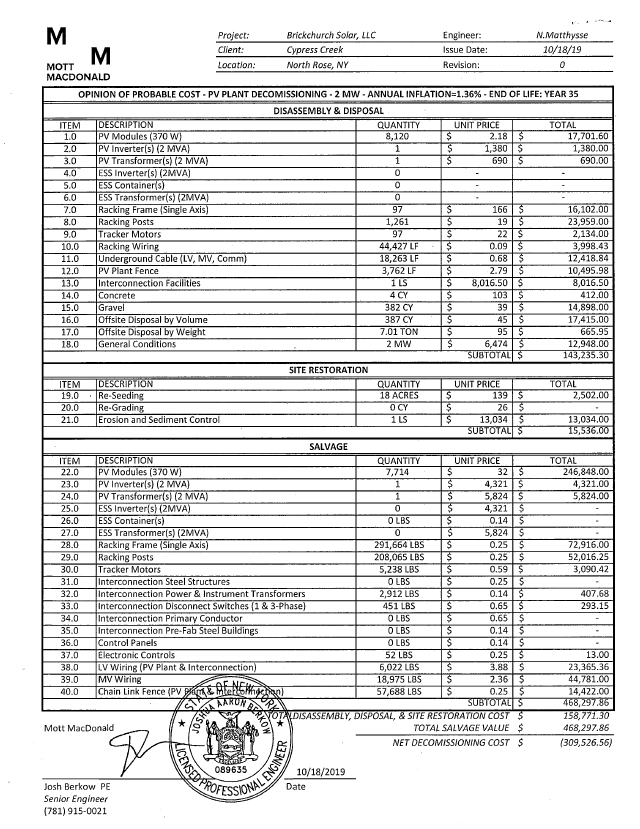 M
M
MOTT
MACDONALD
Project: Brickchurch Solar, LLC Engineer: N.Matthysse
Client: Cypress Creek Issue Date: 10/18/19
Location: North Rose, NY Revision: 0
OPINION OF PROBABLE COST - PV PLANT DECOMISSIONING - 2 MW - ANNUAL INFLATION=1.36% - END OF LIFE: YEAR 35
DISASSEMBLY & DISPOSAL
ITEM DESCRIPTION QUANTITY UNIT PRICE TOTAL
1.0 PV Modules (370 W) 8,120 $ 2.18 $ 17,701.60
2.0 PV Inverter(s) (2 MVA) 1 $ 1,380 $ 1,380.00
3.0 PV Transformer(s) (2 MVA) 1 $ 690 $ 690.00
4.0 ESS Inverter(s) (2MVA) 0 - -
5.0 ESS Container(s) 0 - -
6.0 ESS Transformer(s) (2MVA) 0 - -
7.0 Racking Frame (Single Axis) 97 $ 166 $ 16,102.00
8.0 Racking Posts 1,261 $ 19 $ 23,959.00
9.0 Tracker Motors 97 $ 22 $ 2,134.00
10.0 Racking Wiring 44,427 LF $ 0.09 $ 3,998.43
11.0 Underground Cable (LV, MV, Comm) 18,263 LF $ 0.68 $ 12,418.84
12.0 PV Plant Fence 3,762 LF $ 2.79 $ 10,495.98
13.0 Interconnection Facilities 1 LS $ 8,016.50 $ 8,016.50
14.0 Concrete 4 CY $ 103 $ 412.00
15.0 Gravel 382 CY $ 39 $ 14,898.00
16.0 Offsite Disposal by Volume 387 CY $ 45 $ 17,415.00
17.0 Offsite Disposal by Weight 7.01 TON $ 95 $ 665.95
18.0 General Conditions 2 MW $ 6,474 $ 12,948.00
SUBTOTAL $ 143,235.30
SITE RESTORATION
ITEM DESCRIPTION QUANTITY UNIT PRICE TOTAL
19.0 Re-Seeding 18 ACRES $ 139 $ 2,502.00
20.0 Re-Grading 0 CY $ 26 $ -
21.0 Erosion and Sediment Control 1 LS $ 13,034 $ 13,034.00
SUBTOTAL $ 15,536.00
SALVAGE
ITEM DESCRIPTION QUANTITY UNIT PRICE TOTAL
22.0 PV Modules (370 W) 7,714 $ 32 $ 246,848.00
23.0 PV Inverter(s) (2 MVA) 1 $ 4,321 $ 4,321.00
24.0 PV Transformer(s) (2 MVA) 1 $ 5,824 $ 5,824.00
25.0 ESS Inverter(s) (2MVA) 0 $ 4,321 $ -
26.0 ESS Container(s) 0 LBS $ 0.14 $ -
27.0 ESS Transformer(s) (2MVA) 0 $ 5,824 $ -
28.0 Racking Frame (Single Axis) 291,664 LBS $ 0.25 $ 72,916.00
29.0 Racking Posts 208,065 LBS $ 0.25 $ 52,016.25
30.0 Tracker Motors 5,238 LBS $ 0.59 $ 3,090.42
31.0 Interconnection Steel Structures 0 LBS $ 0.25 $ -
32.0 Interconnection Power & Instrument Transformers 2,912 LBS $ 0.14 $ 407.68
33.0 Interconnection Disconnect Switches (1 & 3-Phase) 451 LBS $ 0.65 $ 293.15
34.0 Interconnection Primary Conductor 0 LBS $ 0.65 $ -
35.0 Interconnection Pre-Fab Steel Buildings 0 LBS $ 0.14 $ -
36.0 Control Panels 0 LBS $ 0.14 $ -
37.0 Electronic Controls 52 LBS $ 0.25 $ 13.00
38.0 LV Wiring (PV Plant & Interconnection) 6,022 LBS $ 3.88 $ 23,365.36
39.0 MV Wiring 18,975 LBS $ 2.36 $ 44,781.00
40.0 Chain Link Fence (PV Plant & Interconnection) 57,688 LBS $ 0.25 $ 14,422.00
SUBTOTAL $ 468,297.86
TOTAL DISASSEMBLY, DISPOSAL, & SITE RESTORATION COST $ 158,771.30
TOTAL SALVAGE VALUE $ 468,297.86
NET DECOMISSIONING COST $ (309,526.56)
Mott MacDonald
STATE OF NEW YORK
JOSHUA AARON BERKOW
089635
LICENSED PROFESSIONAL ENGINEER
10/18/2019
Josh Berkow PE Date
Senior Engineer
(781) 915-0021